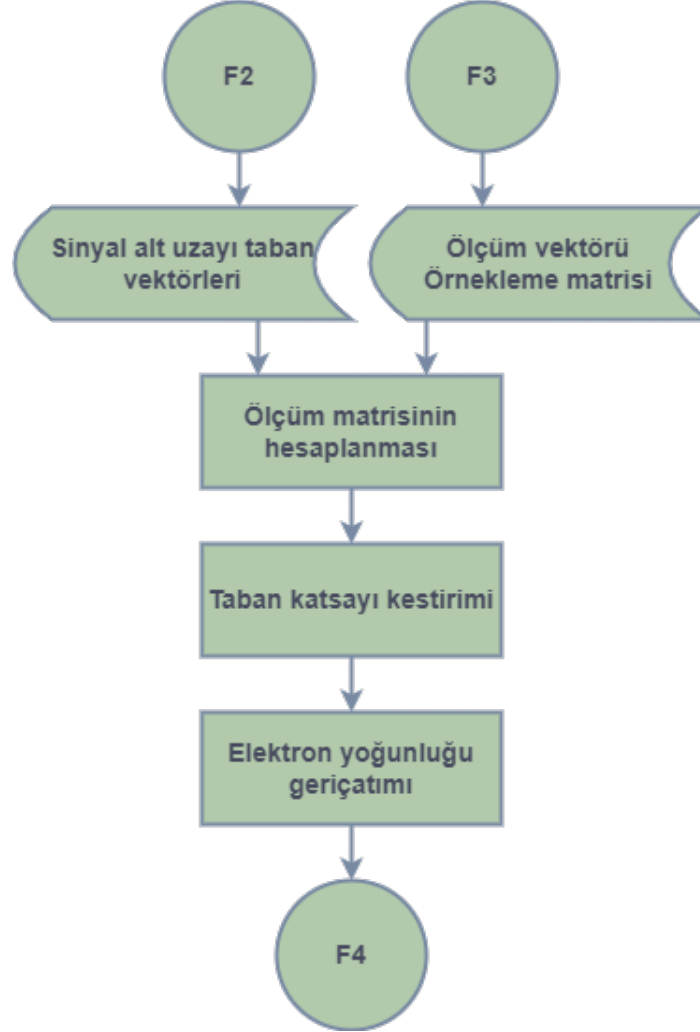 F2
F3
Sinyal alt uzayı taban
vektörleri
Ölçüm vektörü
Örnekleme matrisi
Ölçüm matrisinin
hesaplanması
Taban katsayı kestirimi
Elektron yoğunluğu
geriçatımı
F4